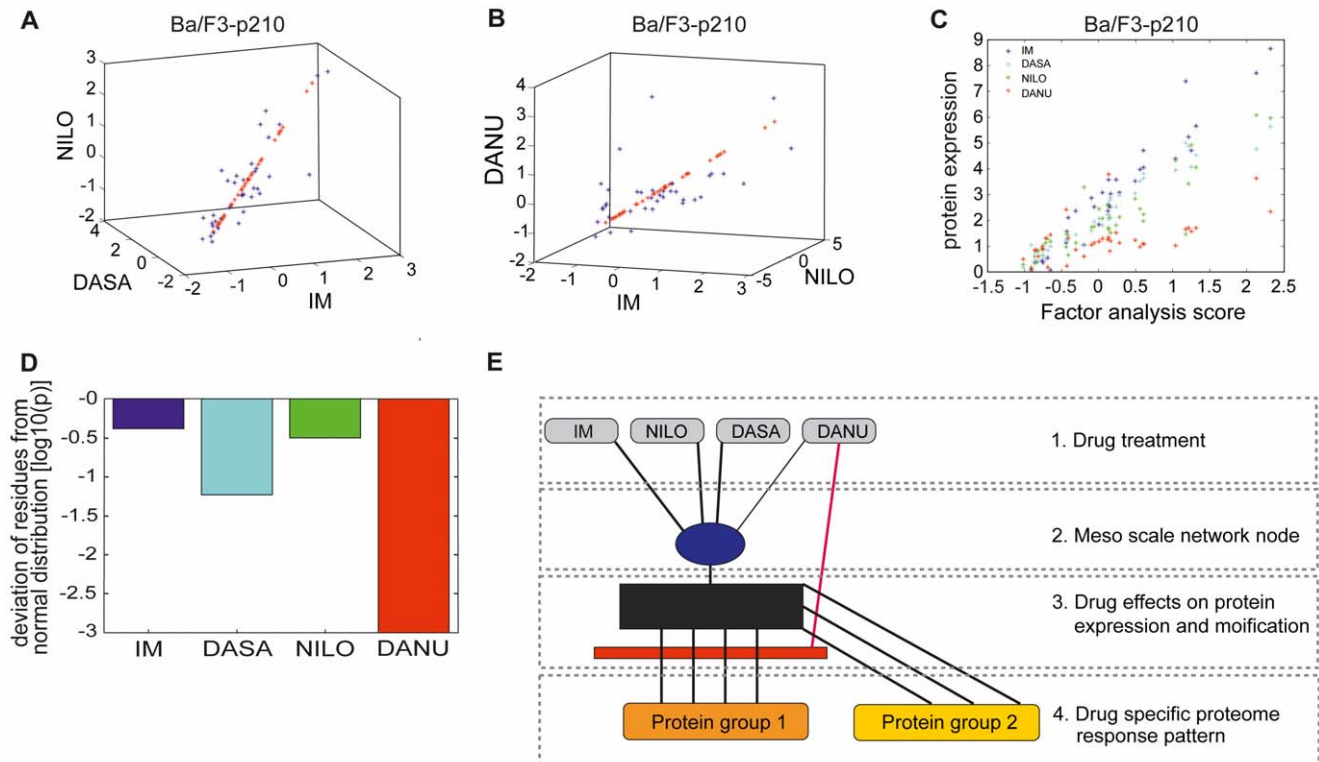 A
Ba/F3-p210
NILO
3
2
1
0
-1
-2
4
2
0
-2
DASA
-2
-1
0
1
2
3
IM
B
Ba/F3-p210
DANU
4
3
2
1
0
-1
-2
-2
-1
0
1
2
3
IM
-5
0
5
NILO
C
Ba/F3-p210
protein expression
9
8
7
6
5
4
3
2
1
0
IM
DASA
NILO
DANU
-1.5
-1
-0.5
0
0.5
1
1.5
2
2.5
Factor analysis score
D
deviation of residues from
normal distribution [log10(p)]
-0
-0.5
-1
-1.5
-2
-2.5
-3
IM
DASA
NILO
DANU
E
IM
NILO
DASA
DANU
1. Drug treatment
2. Meso scale network node
3. Drug effects on protein
expression and moification
Protein group 1
Protein group 2
4. Drug specific proteome
response pattern